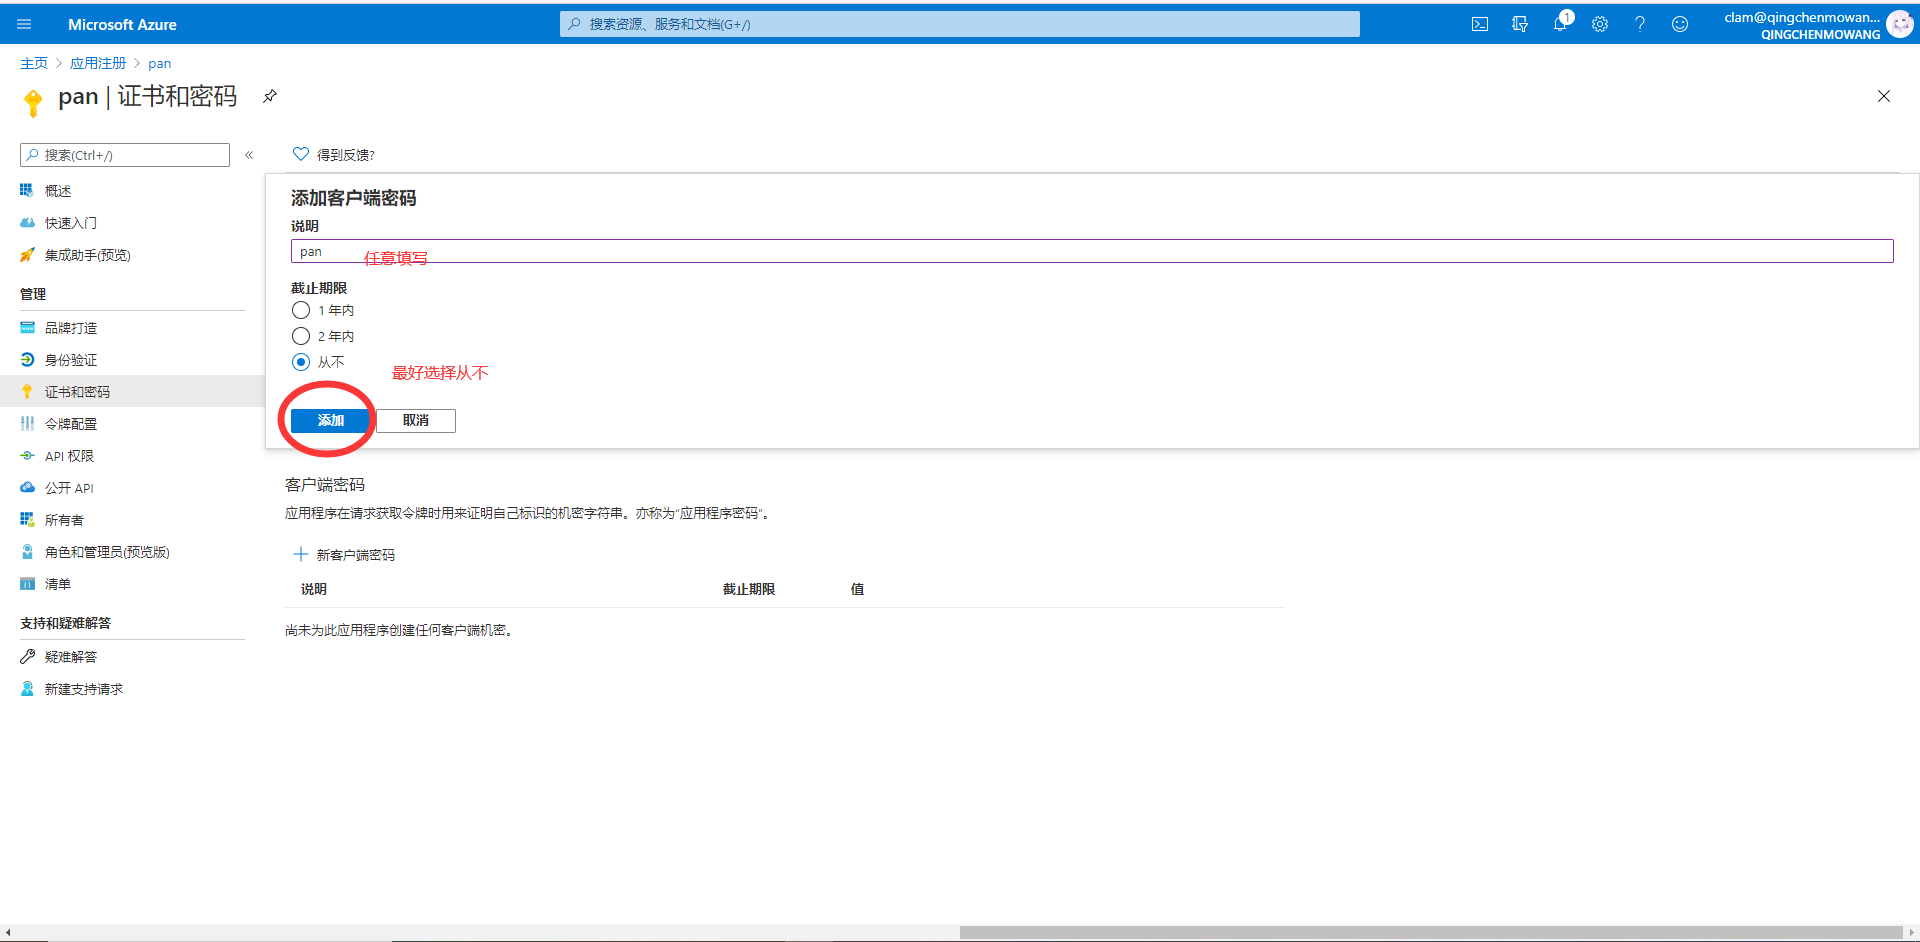 Microsoft Azure
搜索资源、服务和文档(G+/)
1
clam@qingchenmowan...
QINGCHENMOWANG
主页 > 应用注册 > pan
pan | 证书和密码
搜索(Ctrl+/)
«
得到反馈?
概述
快速入门
集成助手(预览)
管理
品牌打造
身份验证
证书和密码
令牌配置
API 权限
公开 API
所有者
角色和管理员(预览版)
清单
支持和疑难解答
疑难解答
新建支持请求
添加客户端密码
说明
pan
任意填写
截止期限
1 年内
2 年内
从不
最好选择从不
添加
取消
客户端密码
应用程序在请求获取令牌时用来证明自己标识的机密字符串。亦称为“应用程序密码”。
新客户端密码
说明 截止期限 值
尚未为此应用程序创建任何客户端机密。